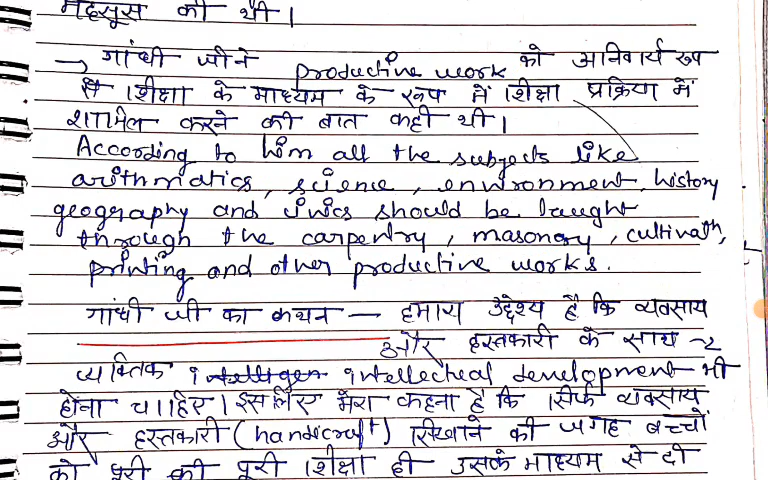 महसूस की थी।
→ गांधी जीने productive work को अनिवार्य रूप
से शिक्षा के माध्यम के रूप में शिक्षा प्रक्रिया में
शामिल करने की बात कही थी।
According to him all the subjects like
arithmatics, science, environment, history
geography and civics should be taught
through the carpentry, masonary, cultivatn,
printing and other productive works.
गांधी जी का कथन — हमारा उद्देश्य है कि व्यवसाय
और हस्तकारी के साथ -2
व्यक्तिक intellectual development भी
होना चाहिए। इसलिए मेरा कहना है कि सिर्फ व्यवसाय
और हस्तकारी (handicraft) सिखाने की जगह बच्चों
को पूरी की पूरी शिक्षा ही उसके माध्यम से दी